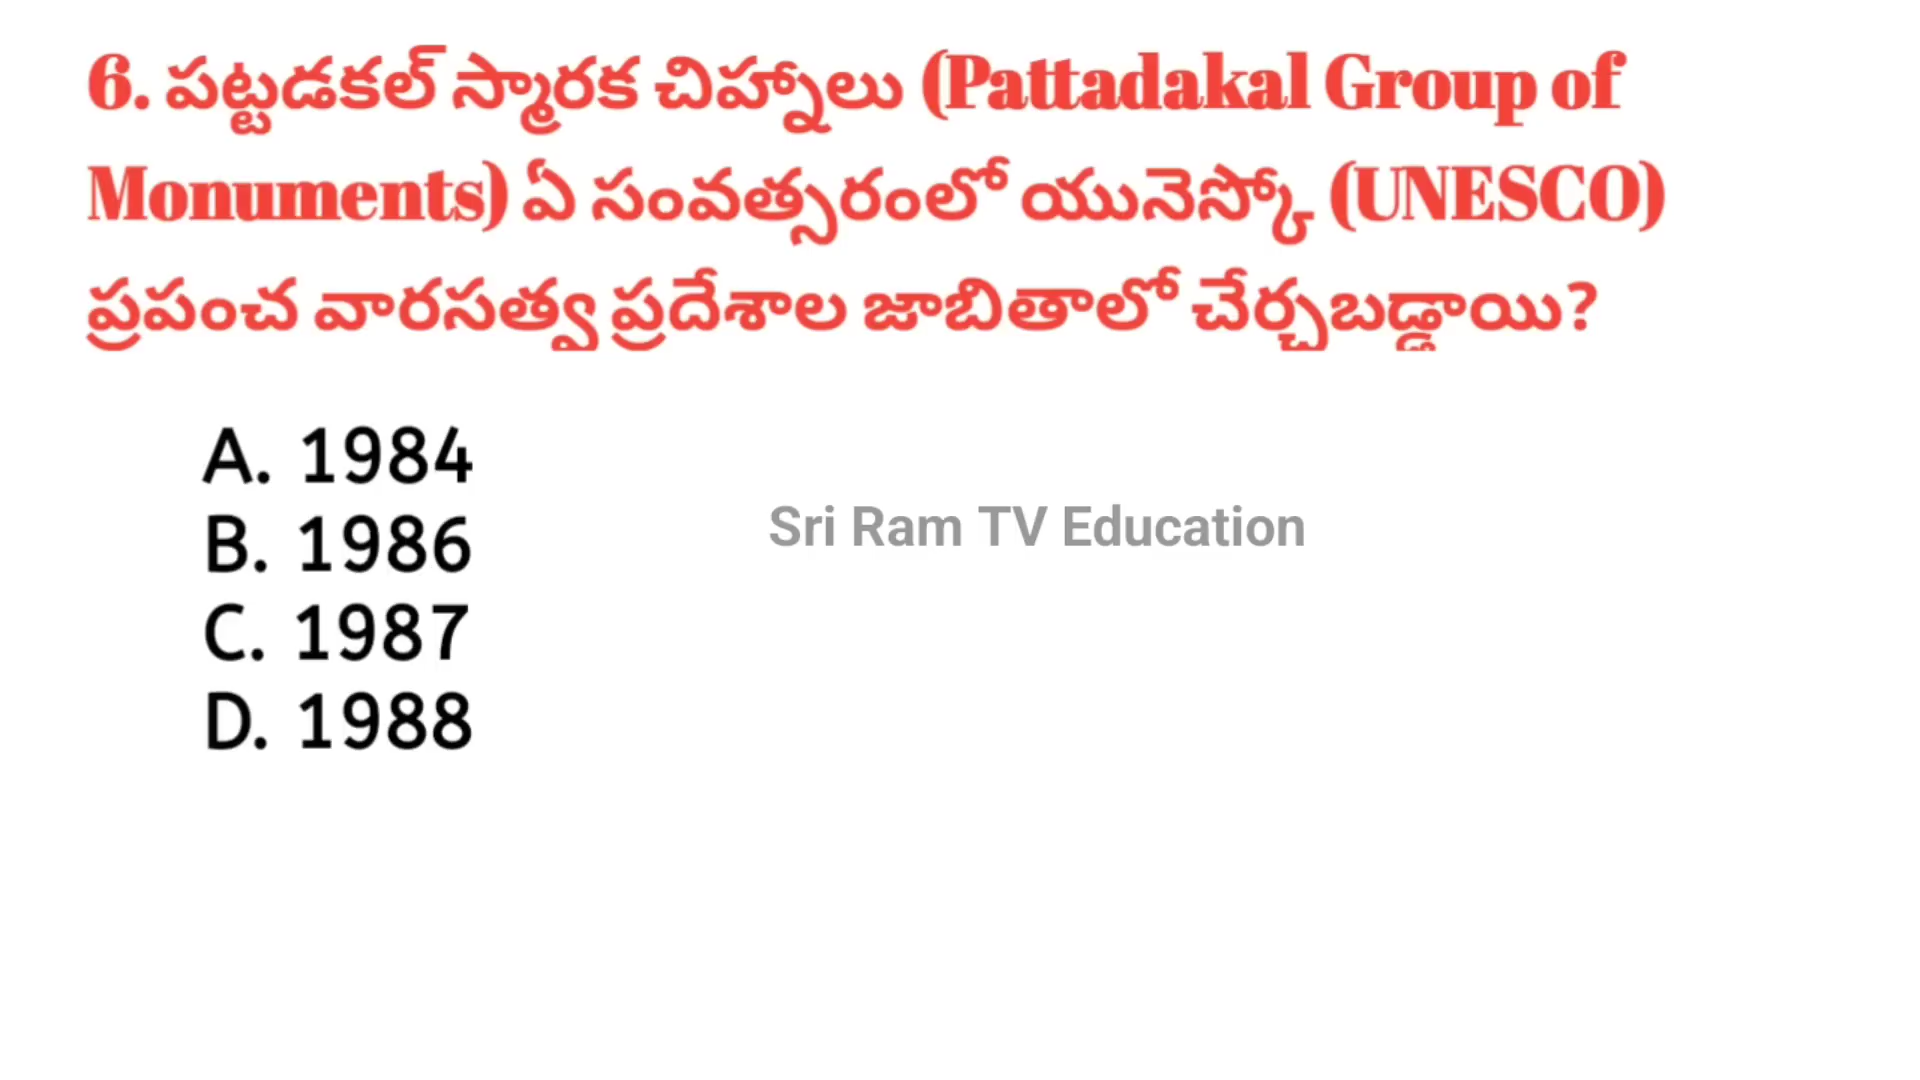 6. పట్టడకల్ స్మారక చిహ్నాలు (Pattadakal Group of
Monuments) ఏ సంవత్సరంలో యునెస్కో (UNESCO)
ప్రపంచ వారసత్వ ప్రదేశాల జాబితాలో చేర్చబడ్డాయి?
A. 1984
B. 1986
C. 1987
D. 1988
Sri Ram TV Education